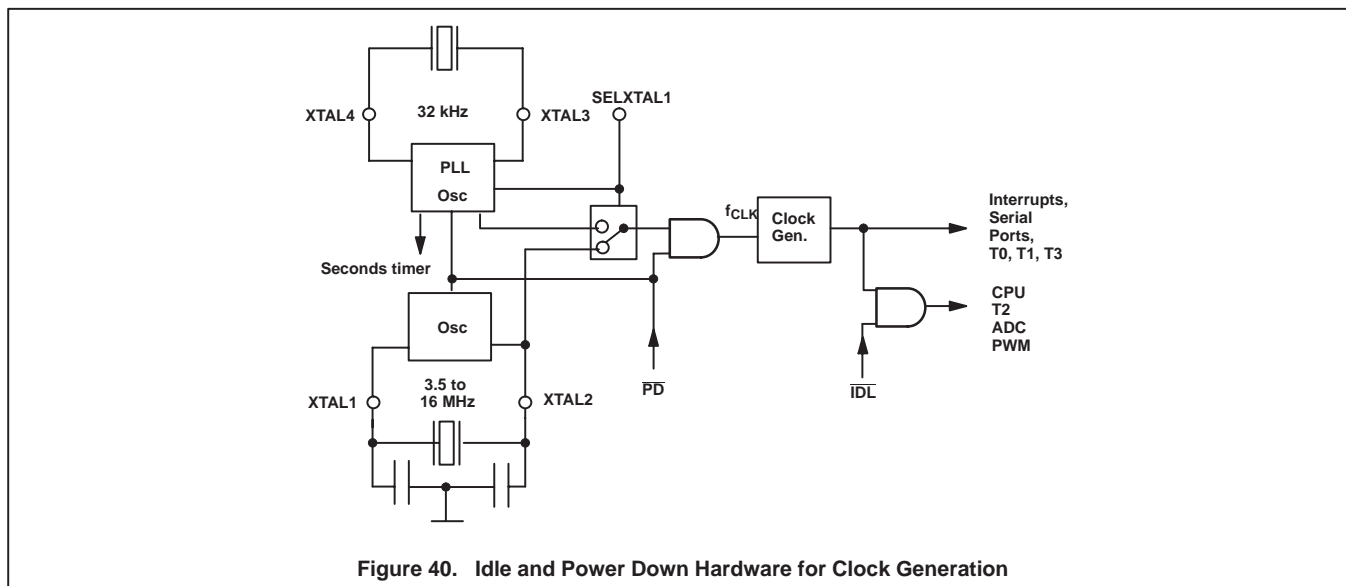 32 kHz
XTAL4
XTAL3
SELXTAL1
PLL
Osc
Seconds timer
fCLK
Clock
Gen.
Interrupts,
Serial
Ports,
T0, T1, T3
CPU
T2
ADC
PWM
Osc
PD
IDL
3.5 to
16 MHz
XTAL1
XTAL2
Figure 40. Idle and Power Down Hardware for Clock Generation